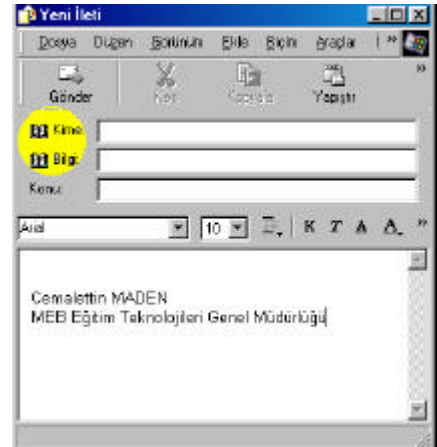 Yeni İleti
Dosya Düzen Görünüm Ekle Biçim Araçlar »
Gönder Kes Kopyala Yapıştır »
Kime:
Bilgi:
Konu:
Arial 10 K T A A »
Cemalettin MADEN
MEB Eğitim Teknolojileri Genel Müdürlüğü